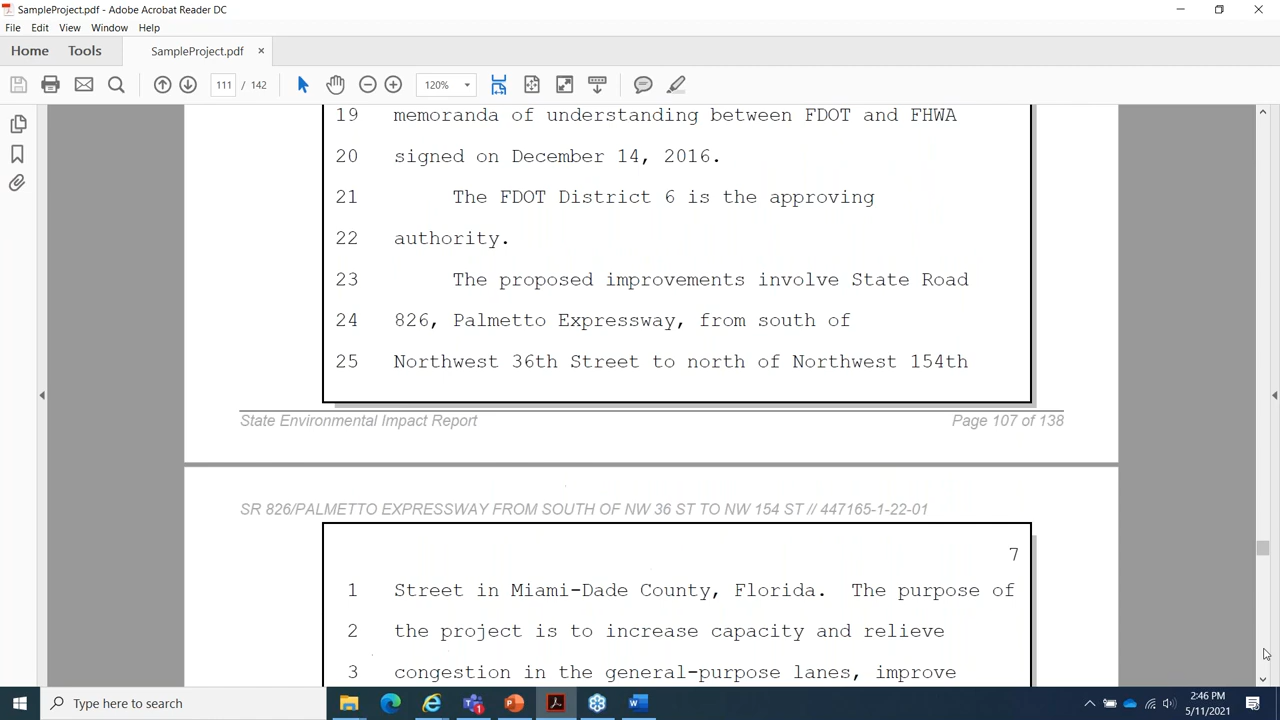 SampleProject.pdf - Adobe Acrobat Reader DC
File Edit View Window Help
Home Tools SampleProject.pdf ×
111 / 142 120%
19 memoranda of understanding between FDOT and FHWA
20 signed on December 14, 2016.
21 The FDOT District 6 is the approving
22 authority.
23 The proposed improvements involve State Road
24 826, Palmetto Expressway, from south of
25 Northwest 36th Street to north of Northwest 154th
State Environmental Impact Report Page 107 of 138
SR 826/PALMETTO EXPRESSWAY FROM SOUTH OF NW 36 ST TO NW 154 ST // 447165-1-22-01
7
1 Street in Miami-Dade County, Florida. The purpose of
2 the project is to increase capacity and relieve
3 congestion in the general-purpose lanes, improve
Type here to search
2:46 PM
5/11/2021